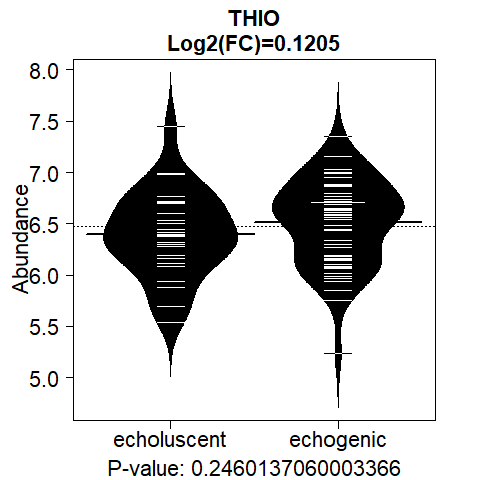 THIO
Log2(FC)=0.1205
8.0
7.5
7.0
6.5
6.0
5.5
5.0
Abundance
echoluscent echogenic
P-value: 0.2460137060003366